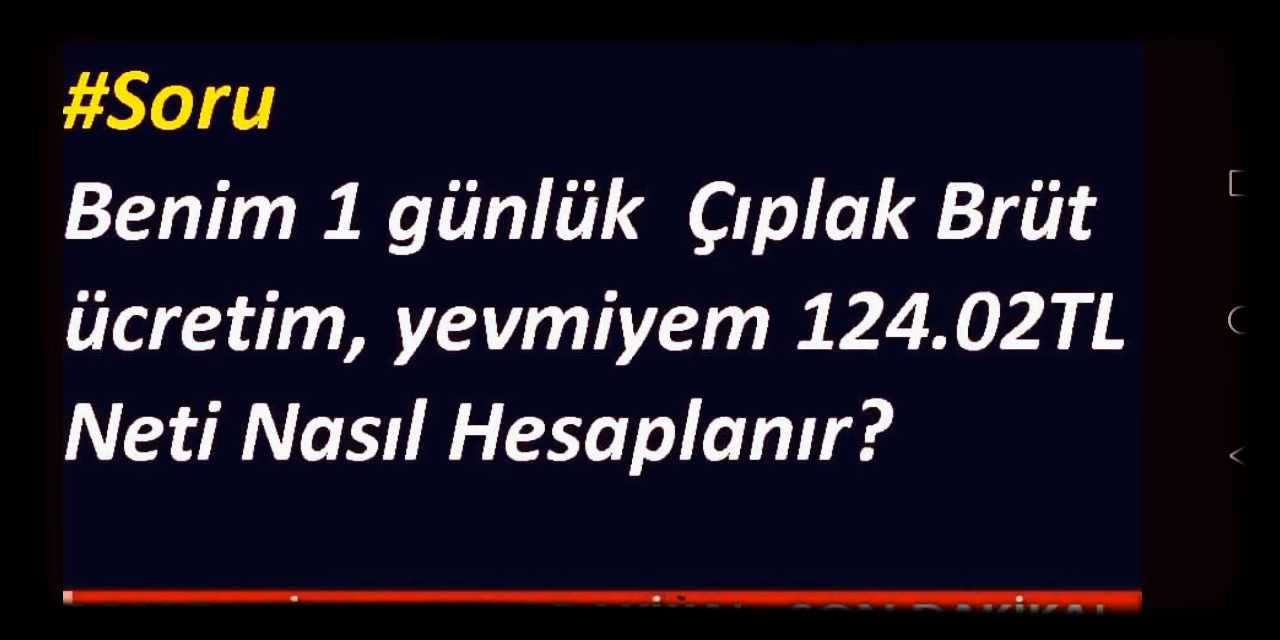 #Soru
Benim 1 günlük Çıplak Brüt
ücretim, yevmiyem 124.02TL
Neti Nasıl Hesaplanır?